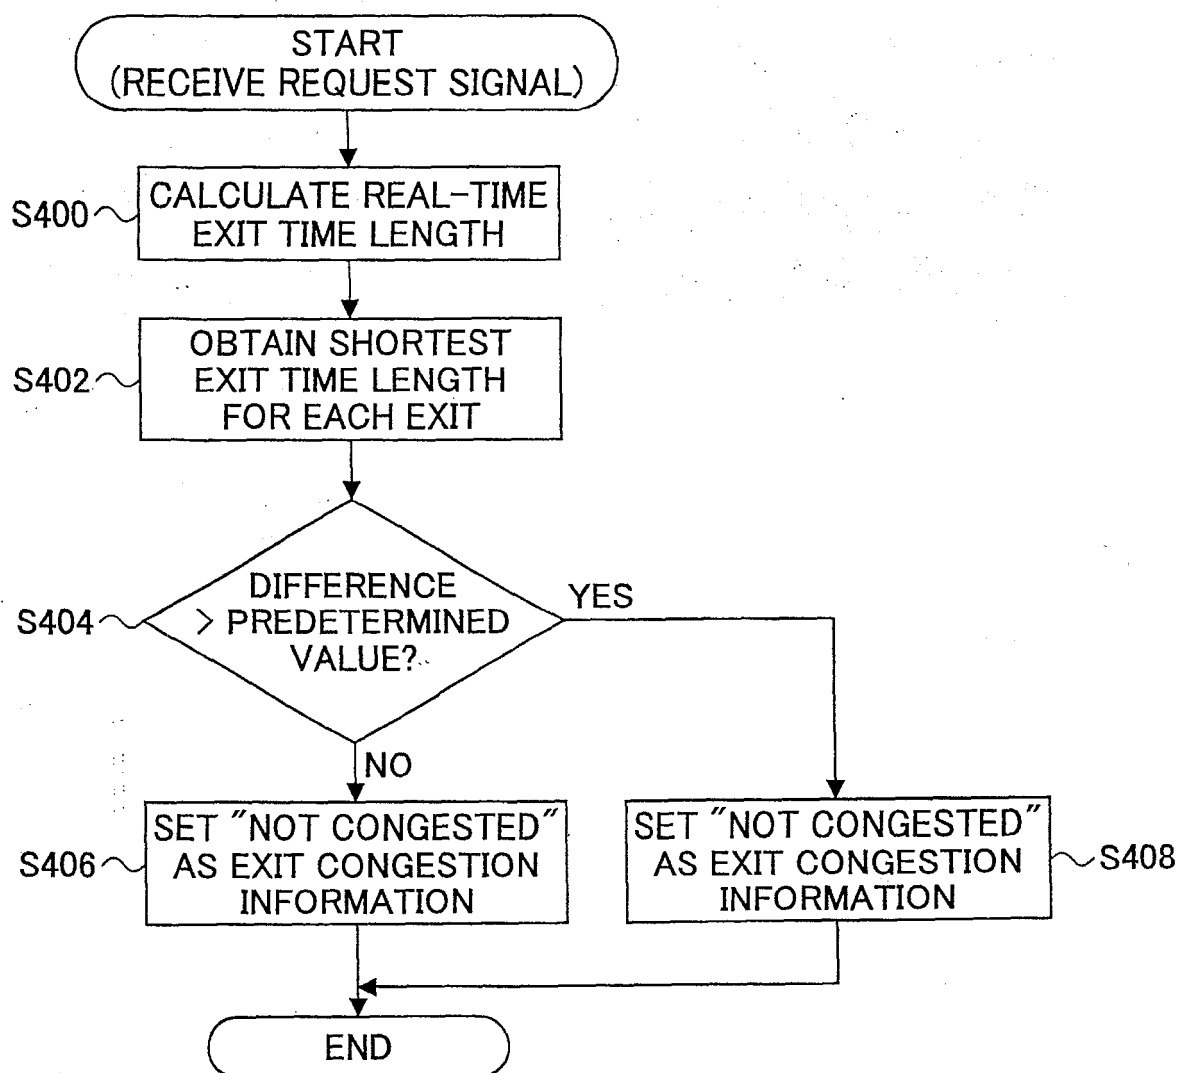 START
(RECEIVE REQUEST SIGNAL)
S400
CALCULATE REAL-TIME
EXIT TIME LENGTH
S402
OBTAIN SHORTEST
EXIT TIME LENGTH
FOR EACH EXIT
S404
DIFFERENCE
> PREDETERMINED
VALUE?
YES
NO
S406
SET "NOT CONGESTED"
AS EXIT CONGESTION
INFORMATION
SET "NOT CONGESTED"
AS EXIT CONGESTION
INFORMATION
S408
END